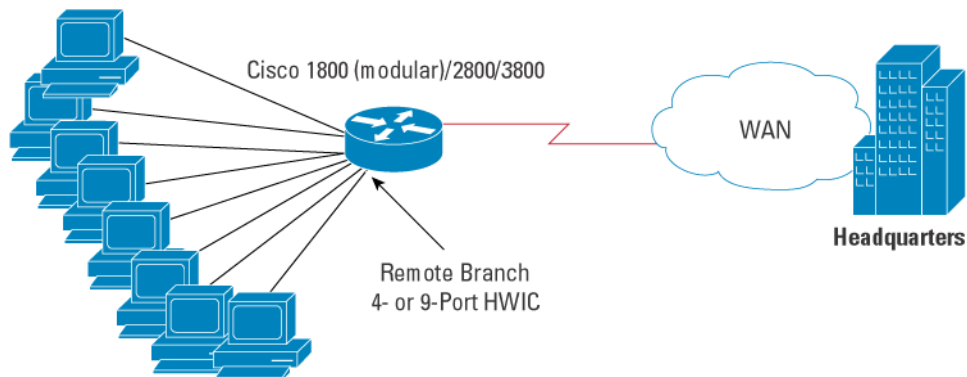 Cisco 1800 (modular)/2800/3800
WAN
Headquarters
Remote Branch
4- or 9-Port HWIC